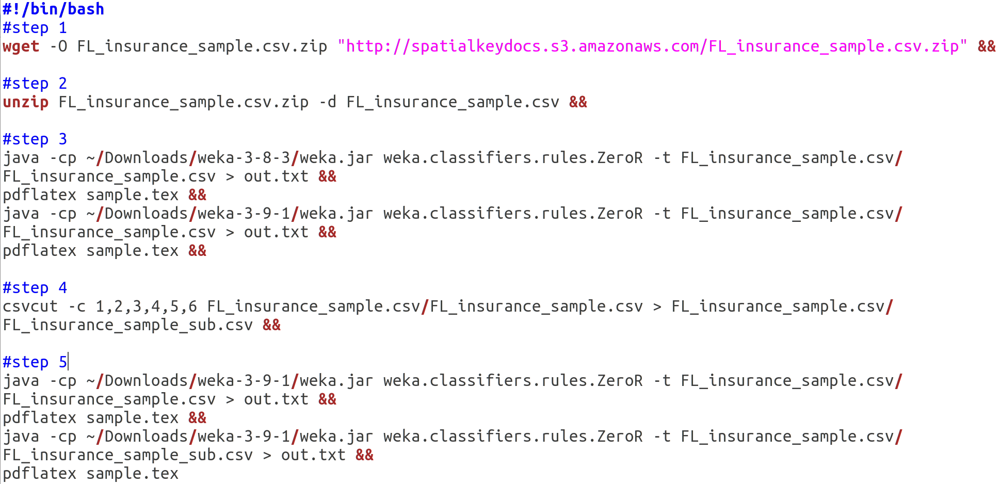 #!/bin/bash
#step 1
wget -O FL_insurance_sample.csv.zip "http://spatialkeydocs.s3.amazonaws.com/FL_insurance_sample.csv.zip" &&
#step 2
unzip FL_insurance_sample.csv.zip -d FL_insurance_sample.csv &&
#step 3
java -cp ~/Downloads/weka-3-8-3/weka.jar weka.classifiers.rules.ZeroR -t FL_insurance_sample.csv/
FL_insurance_sample.csv > out.txt &&
pdflatex sample.tex &&
java -cp ~/Downloads/weka-3-9-1/weka.jar weka.classifiers.rules.ZeroR -t FL_insurance_sample.csv/
FL_insurance_sample.csv > out.txt &&
pdflatex sample.tex &&
#step 4
csvcut -c 1,2,3,4,5,6 FL_insurance_sample.csv/FL_insurance_sample.csv > FL_insurance_sample.csv/
FL_insurance_sample_sub.csv &&
#step 5
java -cp ~/Downloads/weka-3-9-1/weka.jar weka.classifiers.rules.ZeroR -t FL_insurance_sample.csv/
FL_insurance_sample.csv > out.txt &&
pdflatex sample.tex &&
java -cp ~/Downloads/weka-3-9-1/weka.jar weka.classifiers.rules.ZeroR -t FL_insurance_sample.csv/
FL_insurance_sample_sub.csv > out.txt &&
pdflatex sample.tex